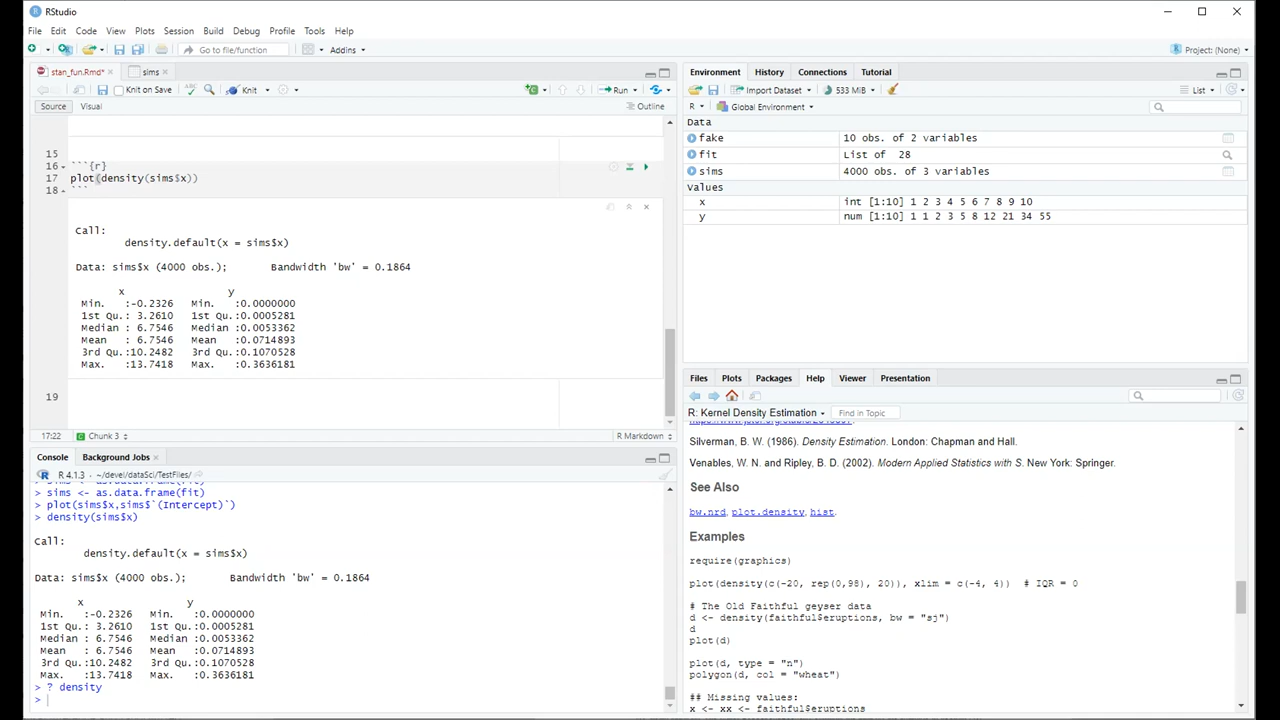 RStudio
File Edit Code View Plots Session Build Debug Profile Tools Help
Go to file/function
Addins
Project: (None)
stan_fun.Rmd* sims
Knit on Save Knit Run
Source Visual Outline
15
16 ```{r}
17 plot(density(sims$x))
18 ```
Call:
density.default(x = sims$x)
Data: sims$x (4000 obs.); Bandwidth 'bw' = 0.1864
x y
Min. :-0.2326 Min. :0.0000000
1st Qu.: 3.2610 1st Qu.:0.0005281
Median : 6.7546 Median :0.0053362
Mean : 6.7546 Mean :0.0714893
3rd Qu.:10.2482 3rd Qu.:0.1070528
Max. :13.7418 Max. :0.3636181
19
17:22 Chunk 3 R Markdown
Console Background Jobs
R 4.1.3 · ~/devel/dataSci/TestFiles/
> sims <- as.data.frame(fit)
> sims <- as.data.frame(fit)
> plot(sims$x,sims$`(Intercept)`)
> density(sims$x)
Call:
density.default(x = sims$x)
Data: sims$x (4000 obs.); Bandwidth 'bw' = 0.1864
x y
Min. :-0.2326 Min. :0.0000000
1st Qu.: 3.2610 1st Qu.:0.0005281
Median : 6.7546 Median :0.0053362
Mean : 6.7546 Mean :0.0714893
3rd Qu.:10.2482 3rd Qu.:0.1070528
Max. :13.7418 Max. :0.3636181
> ? density
>
Environment History Connections Tutorial
Import Dataset 533 MiB List
R Global Environment
Data
fake 10 obs. of 2 variables
fit List of 28
sims 4000 obs. of 3 variables
Values
x int [1:10] 1 2 3 4 5 6 7 8 9 10
y num [1:10] 1 1 2 3 5 8 12 21 34 55
Files Plots Packages Help Viewer Presentation
R: Kernel Density Estimation Find in Topic
Silverman, B. W. (1986). Density Estimation. London: Chapman and Hall.
Venables, W. N. and Ripley, B. D. (2002). Modern Applied Statistics with S. New York: Springer.
See Also
bw.nrd, plot.density, hist.
Examples
require(graphics)
plot(density(c(-20, rep(0,98), 20)), xlim = c(-4, 4)) # IQR = 0
# The Old Faithful geyser data
d <- density(faithful$eruptions, bw = "sj")
d
plot(d)
plot(d, type = "n")
polygon(d, col = "wheat")
## Missing values:
x <- xx <- faithful$eruptions